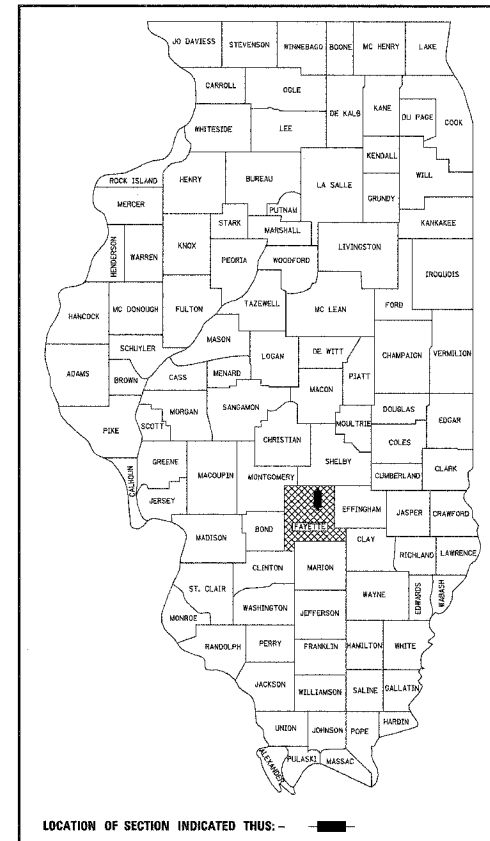 JO DAVIESS STEVENSON WINNEBAGO BOONE MC HENRY LAKE
CARROLL OGLE DE KALB KANE DU PAGE COOK
WHITESIDE LEE
KENDALL WILL
ROCK ISLAND HENRY BUREAU LA SALLE GRUNDY
MERCER PUTNAM
STARK MARSHALL KANKAKEE
HENDERSON WARREN KNOX PEORIA WOODFORD LIVINGSTON IROQUOIS
HANCOCK MC DONOUGH FULTON TAZEWELL MC LEAN FORD
MASON
SCHUYLER DE WITT CHAMPAIGN VERMILION
ADAMS BROWN CASS MENARD LOGAN PIATT
MACON
MORGAN SANGAMON DOUGLAS
PIKE SCOTT CHRISTIAN MOULTRIE EDGAR
COLES
GREENE MACOUPIN SHELBY
CALHOUN MONTGOMERY CUMBERLAND CLARK
JERSEY EFFINGHAM JASPER CRAWFORD
FAYETTE
MADISON BOND CLAY
RICHLAND LAWRENCE
CLINTON MARION
ST. CLAIR WAYNE EDWARDS WABASH
WASHINGTON JEFFERSON
MONROE
RANDOLPH PERRY FRANKLIN HAMILTON WHITE
JACKSON WILLIAMSON SALINE GALLATIN
HARDIN
UNION JOHNSON POPE
ALEXANDER PULASKI MASSAC
LOCATION OF SECTION INDICATED THUS: –